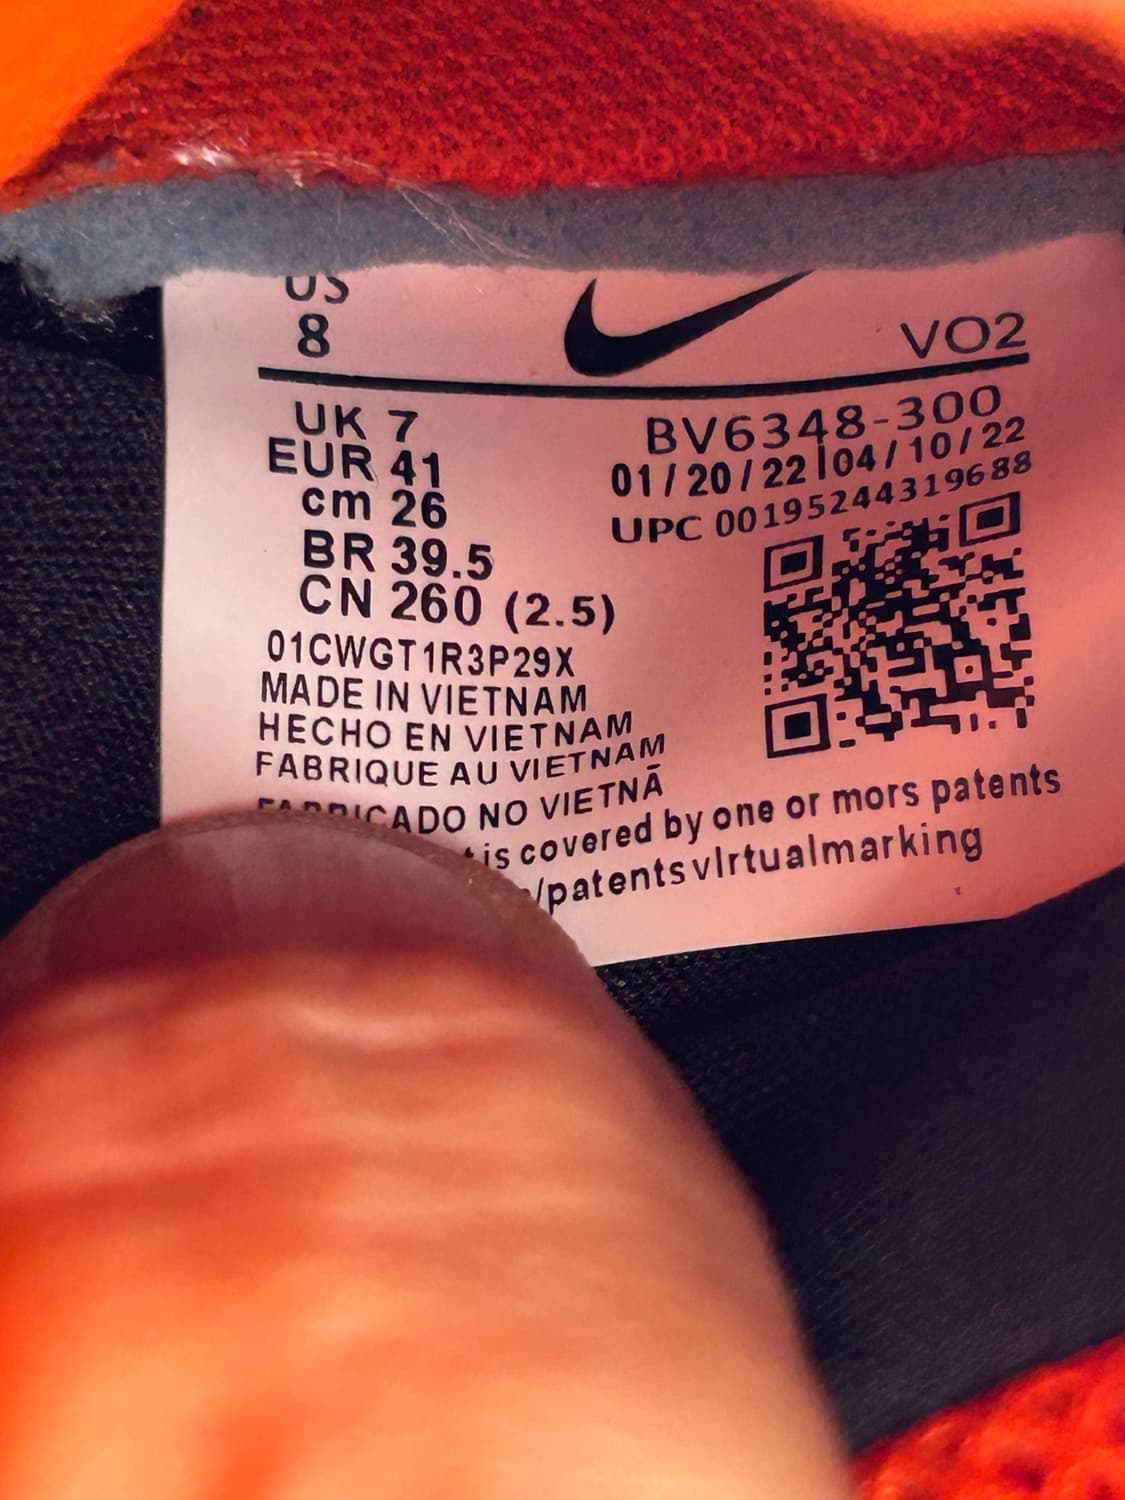 US
8
VO2
UK 7
EUR 41
cm 26
BR 39.5
CN 260 (2.5)
BV6348-300
01/20/22|04/10/22
UPC 00195244319688
01CWGT1R3P29X
MADE IN VIETNAM
HECHO EN VIETNAM
FABRIQUE AU VIETNAM
FABRICADO NO VIETNÃ
is covered by one or mors patents
/patents vIrtualmarking